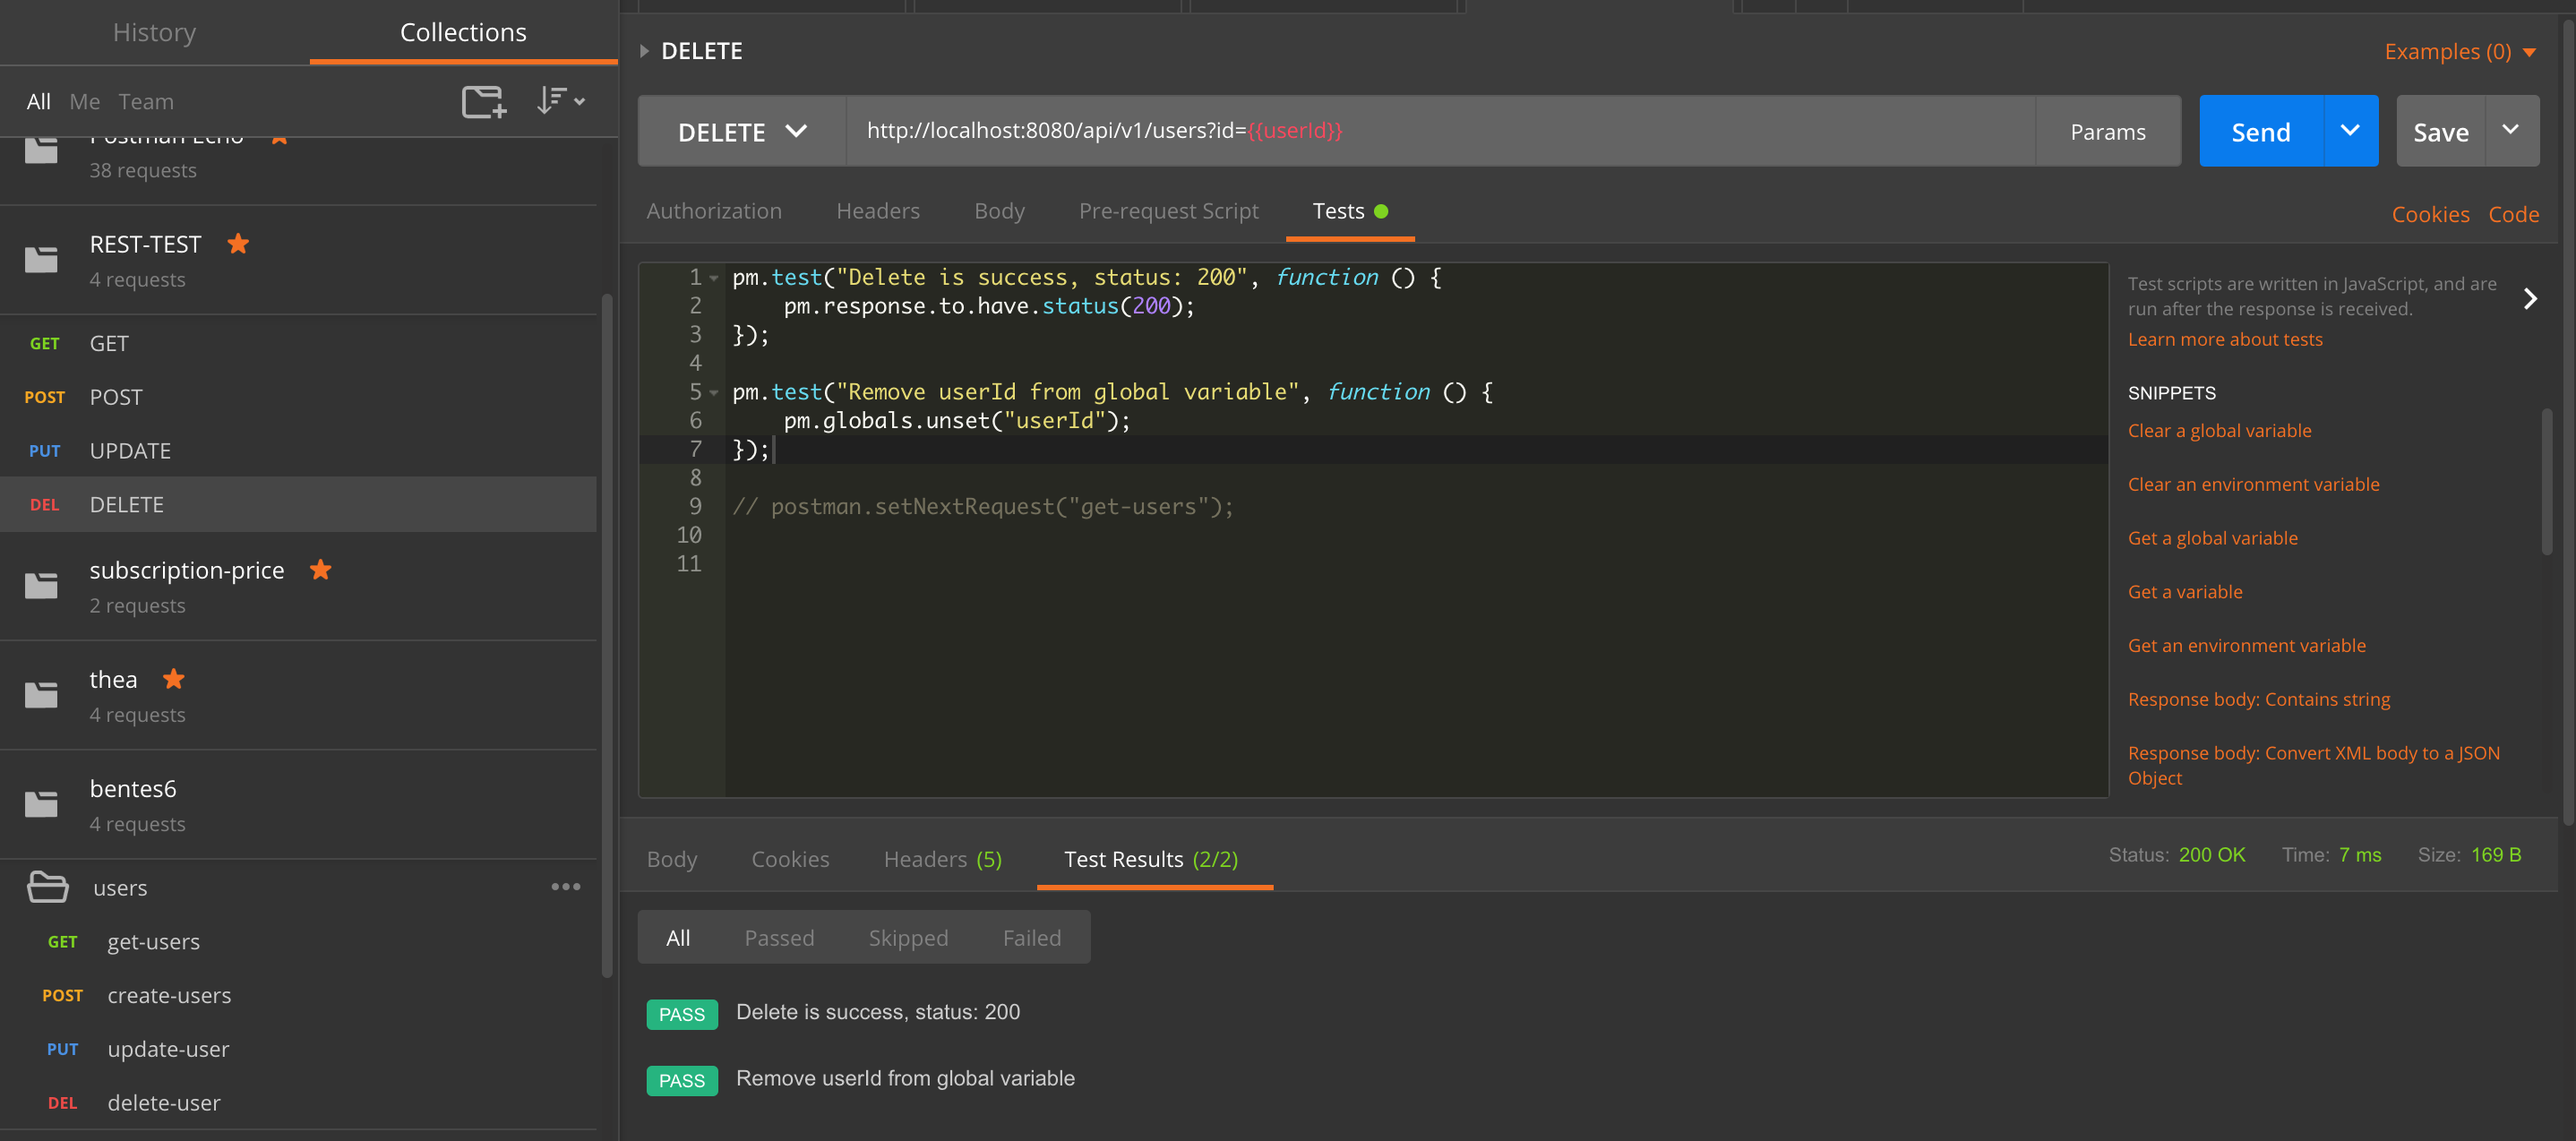 History
Collections
All Me Team
Postman Echo
38 requests
REST-TEST
4 requests
GET GET
POST POST
PUT UPDATE
DEL DELETE
subscription-price
2 requests
thea
4 requests
bentes6
4 requests
users
GET get-users
POST create-users
PUT update-user
DEL delete-user
DELETE
Examples (0)
DELETE http://localhost:8080/api/v1/users?id={{userId}} Params Send Save
Authorization Headers Body Pre-request Script Tests Cookies Code
1 pm.test("Delete is success, status: 200", function () {
2 pm.response.to.have.status(200);
3 });
4
5 pm.test("Remove userId from global variable", function () {
6 pm.globals.unset("userId");
7 });
8
9 // postman.setNextRequest("get-users");
10
11
Test scripts are written in JavaScript, and are
run after the response is received.
Learn more about tests
SNIPPETS
Clear a global variable
Clear an environment variable
Get a global variable
Get a variable
Get an environment variable
Response body: Contains string
Response body: Convert XML body to a JSON
Object
Body Cookies Headers (5) Test Results (2/2) Status: 200 OK Time: 7 ms Size: 169 B
All Passed Skipped Failed
PASS Delete is success, status: 200
PASS Remove userId from global variable